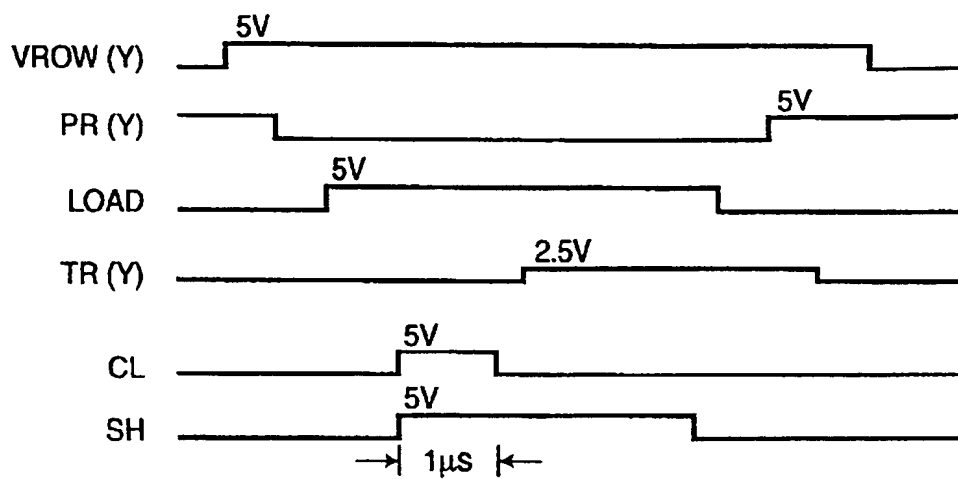 5V
VROW (Y)
5V
PR (Y)
5V
LOAD
2.5V
TR (Y)
5V
CL
5V
SH
1μs